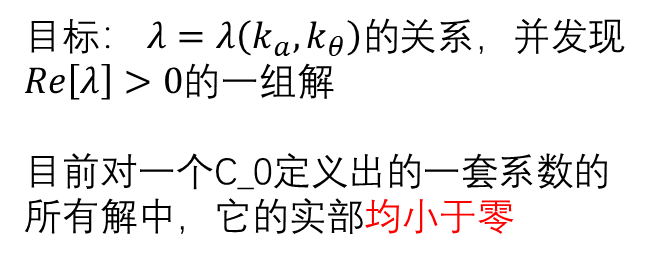 目标： λ = λ(kₐ, k_θ)的关系，并发现
Re[λ] > 0的一组解
目前对一个C_0定义出的一套系数的
所有解中，它的实部均小于零